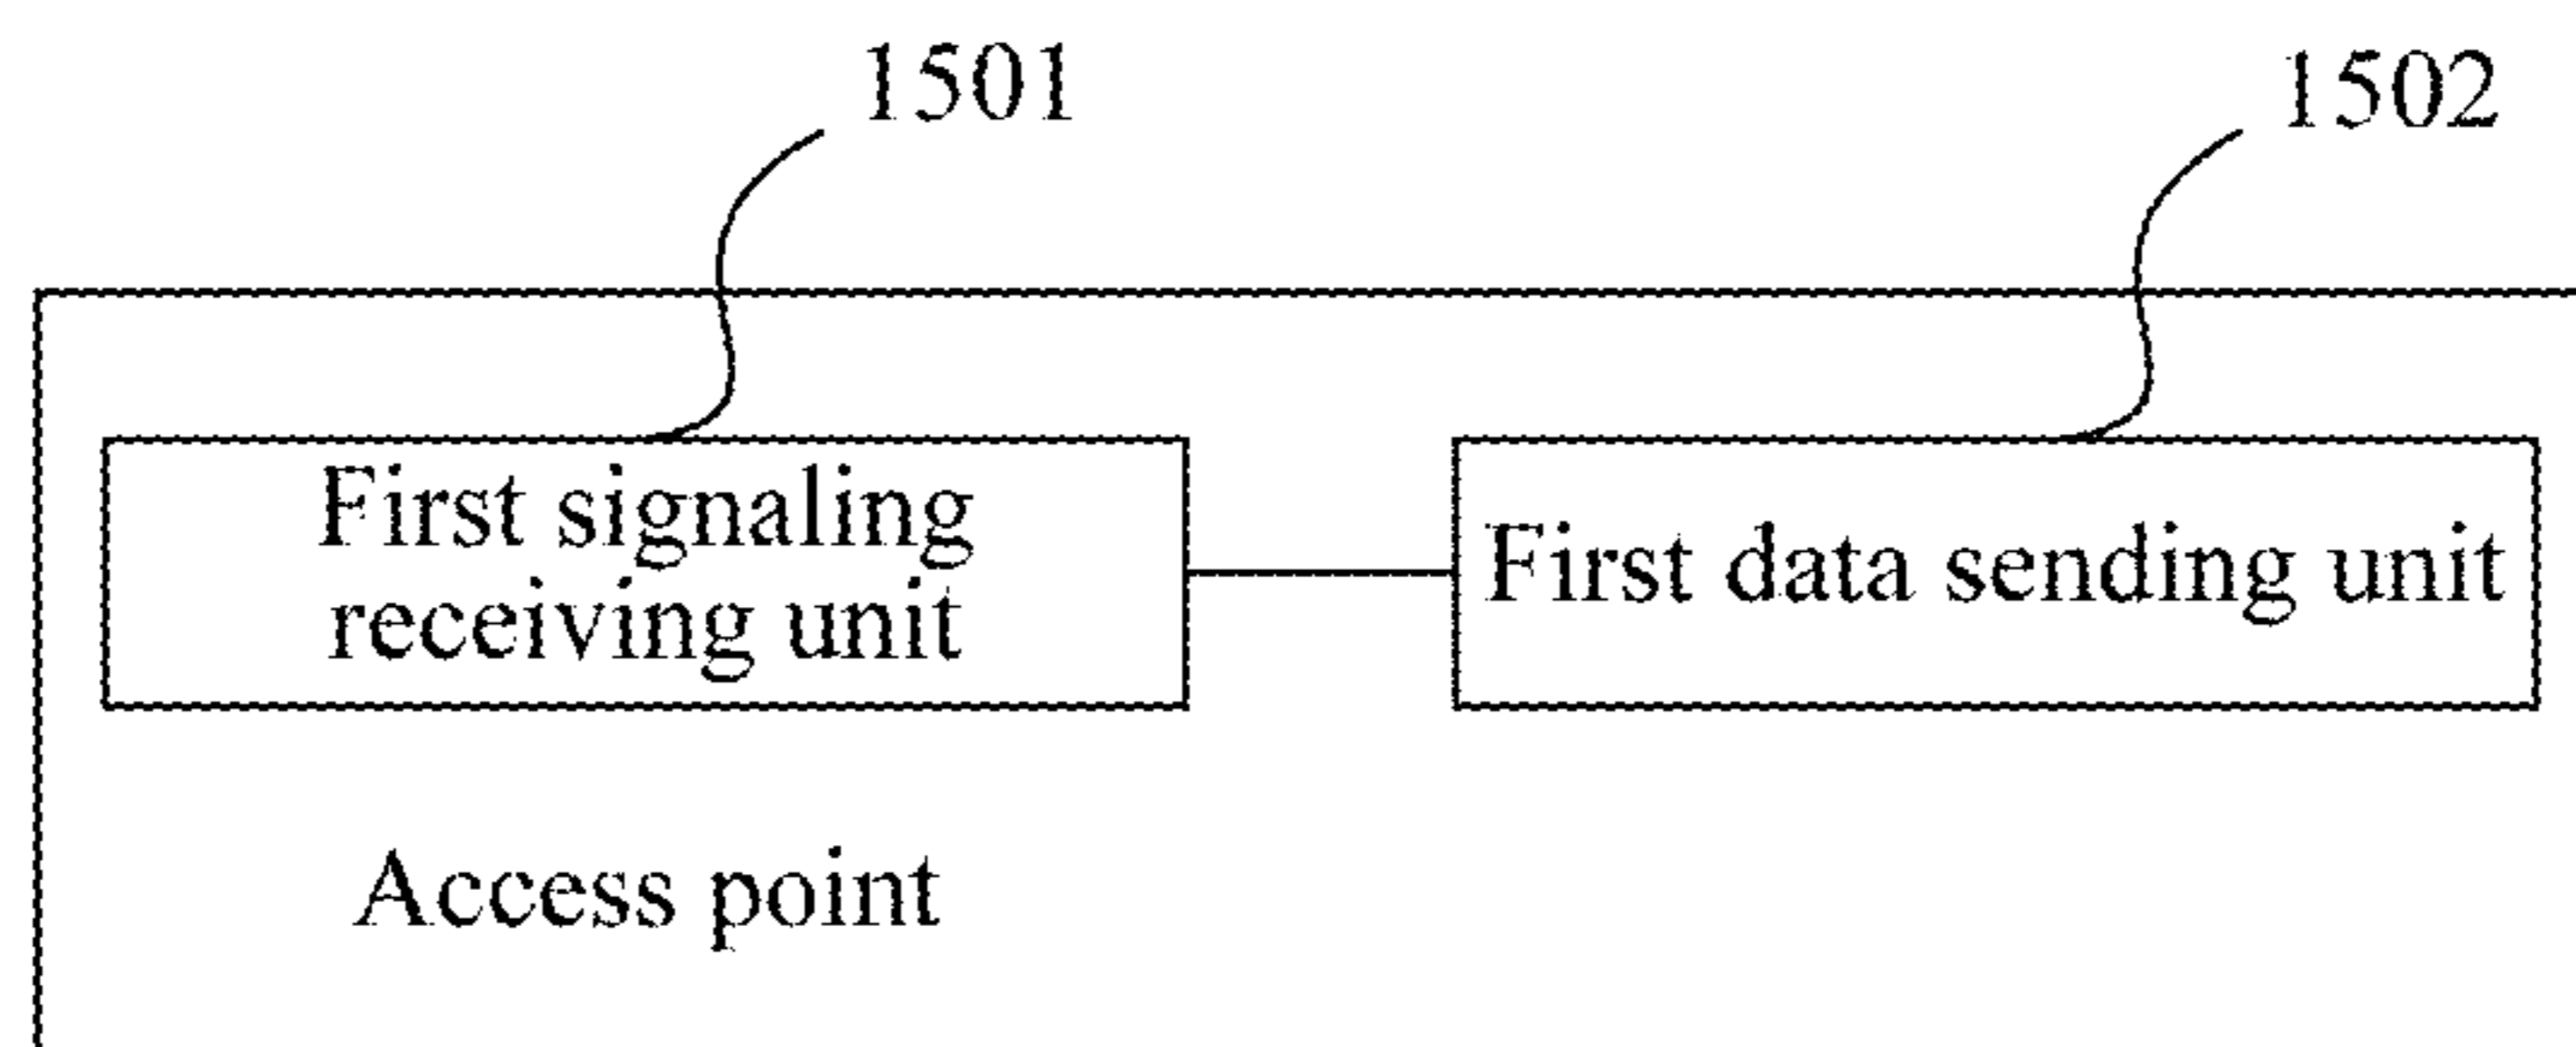 1501
1502
First signaling
receiving unit
First data sending unit
Access point